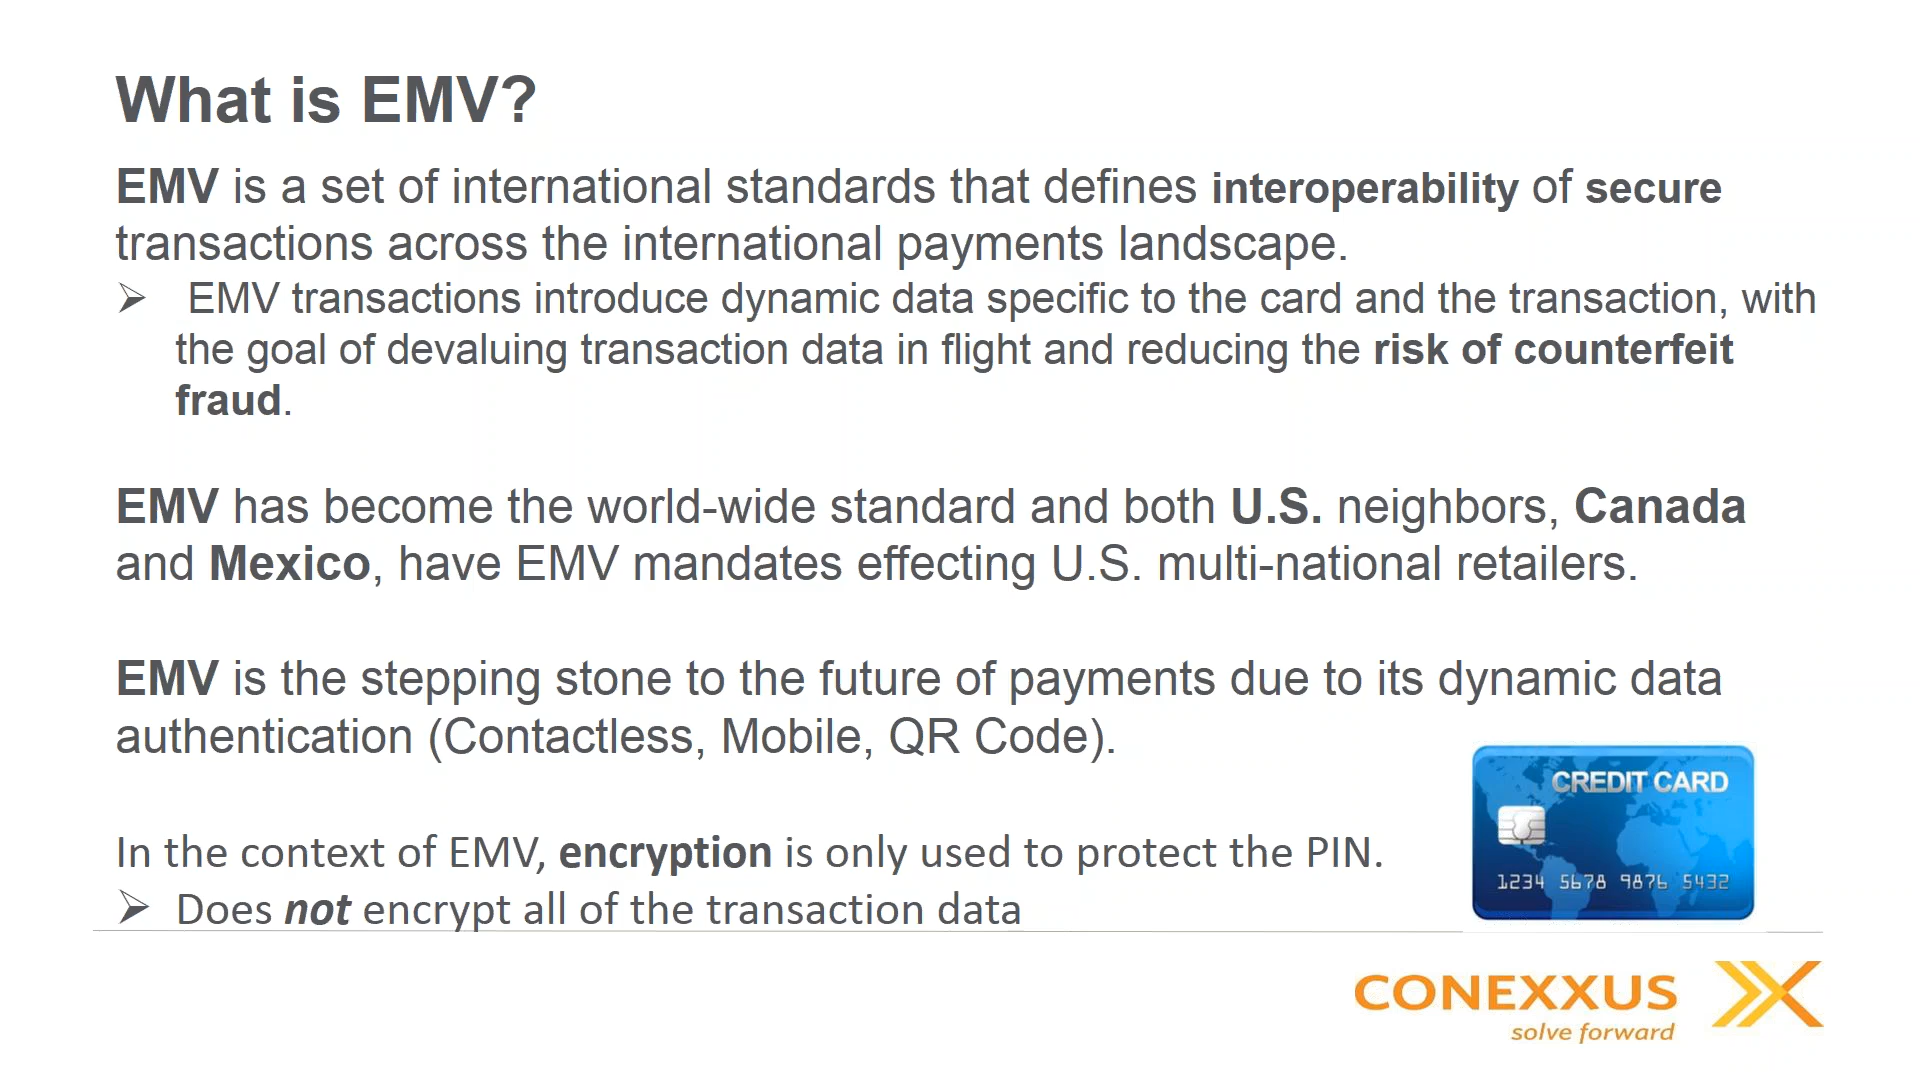 What is EMV?
EMV is a set of international standards that defines interoperability of secure
transactions across the international payments landscape.
➢ EMV transactions introduce dynamic data specific to the card and the transaction, with
the goal of devaluing transaction data in flight and reducing the risk of counterfeit
fraud.
EMV has become the world-wide standard and both U.S. neighbors, Canada
and Mexico, have EMV mandates effecting U.S. multi-national retailers.
EMV is the stepping stone to the future of payments due to its dynamic data
authentication (Contactless, Mobile, QR Code).
In the context of EMV, encryption is only used to protect the PIN.
➢ Does not encrypt all of the transaction data
CREDIT CARD
1234 5678 9876 5432
CONEXXUS
solve forward